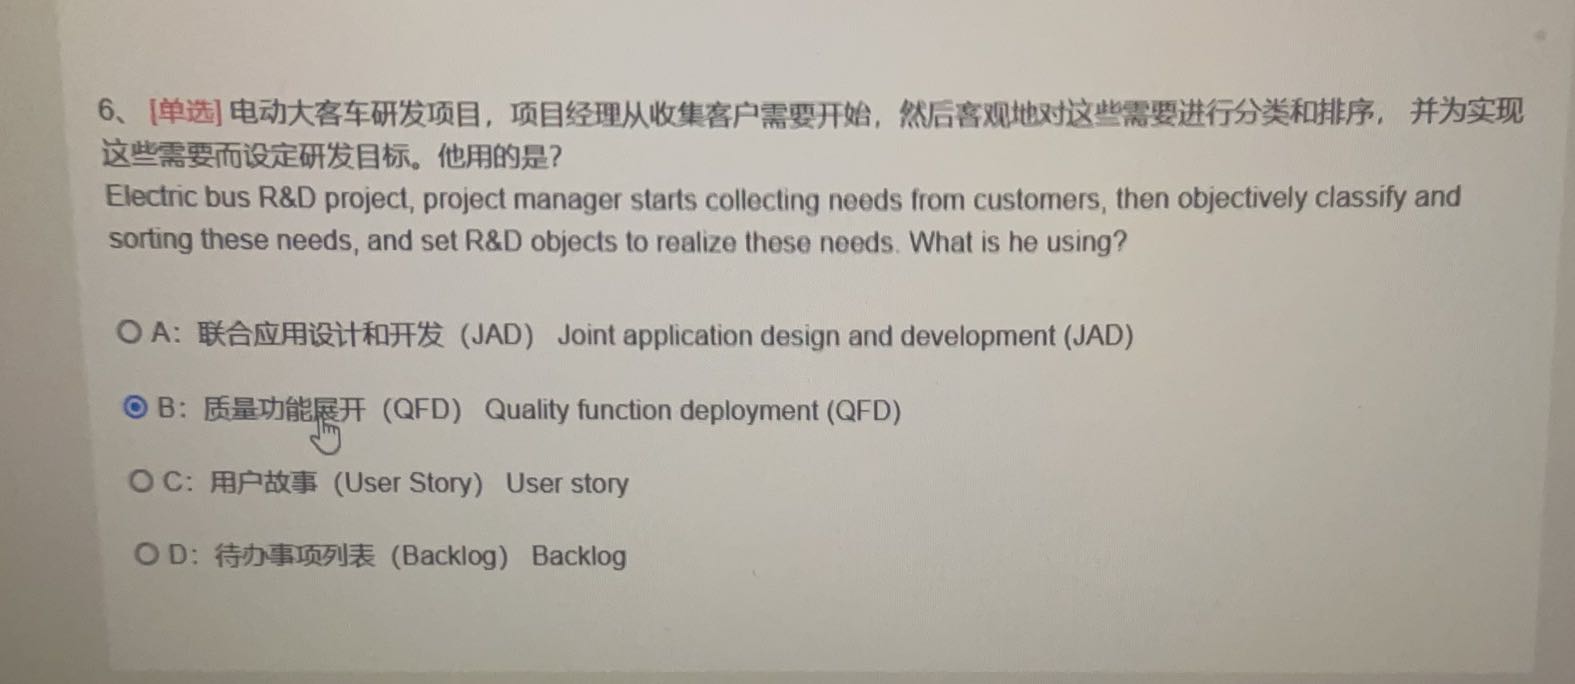 6、 [单选] 电动大客车研发项目，项目经理从收集客户需要开始，然后客观地对这些需要进行分类和排序， 并为实现
这些需要而设定研发目标。他用的是？
Electric bus R&D project, project manager starts collecting needs from customers, then objectively classify and
sorting these needs, and set R&D objects to realize these needs. What is he using?
A：联合应用设计和开发（JAD） Joint application design and development (JAD)
B：质量功能展开（QFD） Quality function deployment (QFD)
C：用户故事（User Story） User story
D：待办事项列表（Backlog） Backlog